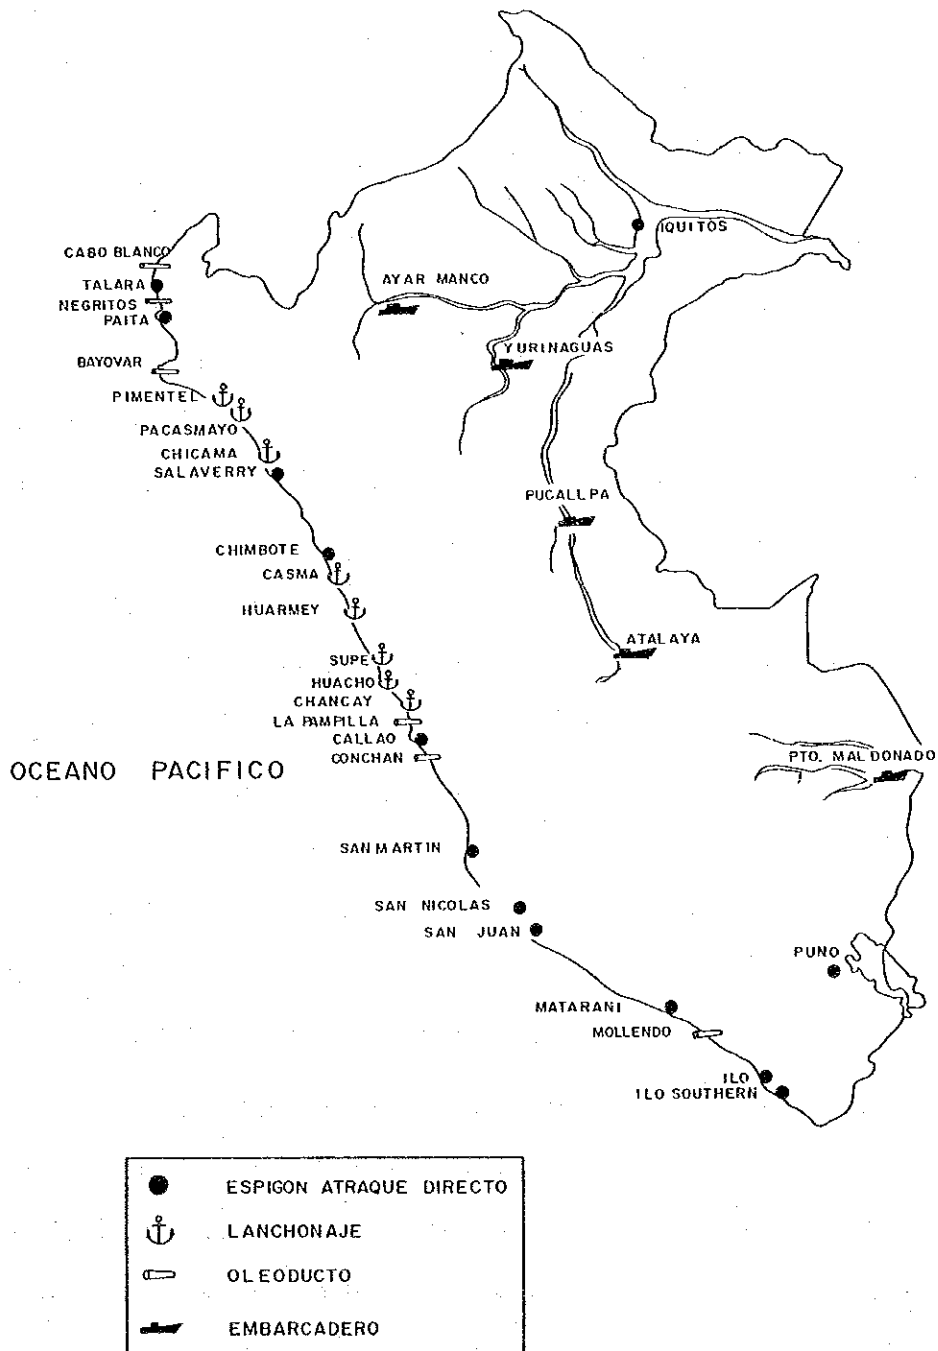 IQUITOS
CABO BLANCO
TALARA
NEGRITOS
PAITA
AYAR MANCO
YURINAGUAS
BAYOVAR
PIMENTEL
PACASMAYO
CHICAMA
SALAVERRY
PUCALLPA
CHIMBOTE
CASMA
HUARMEY
ATALAYA
SUPE
HUACHO
CHANCAY
LA PAMPILLA
CALLAO
CONCHAN
PTO. MALDONADO
OCEANO PACIFICO
SAN MARTIN
SAN NICOLAS
SAN JUAN
PUNO
MATARANI
MOLLENDO
ILO
ILO SOUTHERN
ESPIGON ATRAQUE DIRECTO
LANCHONAJE
OLEODUCTO
EMBARCADERO